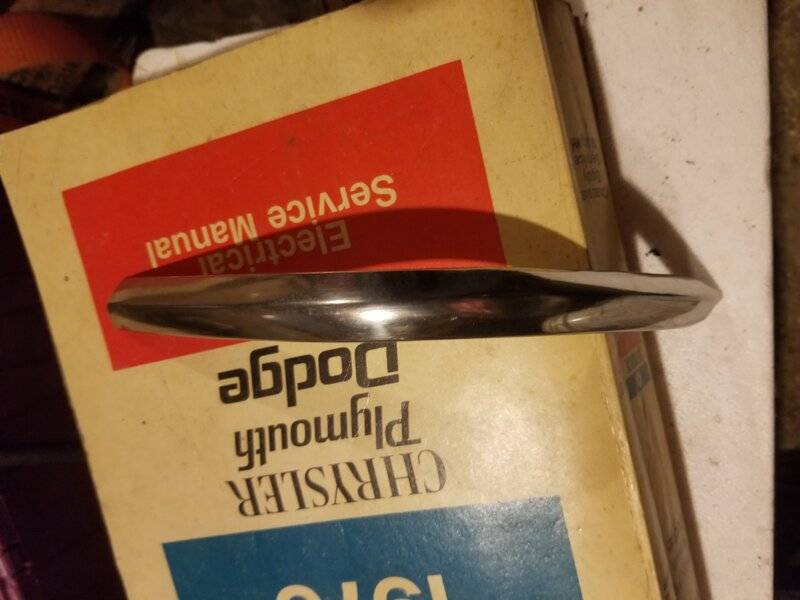 CHRYSLER
Plymouth
Dodge
Electrical
Service Manual